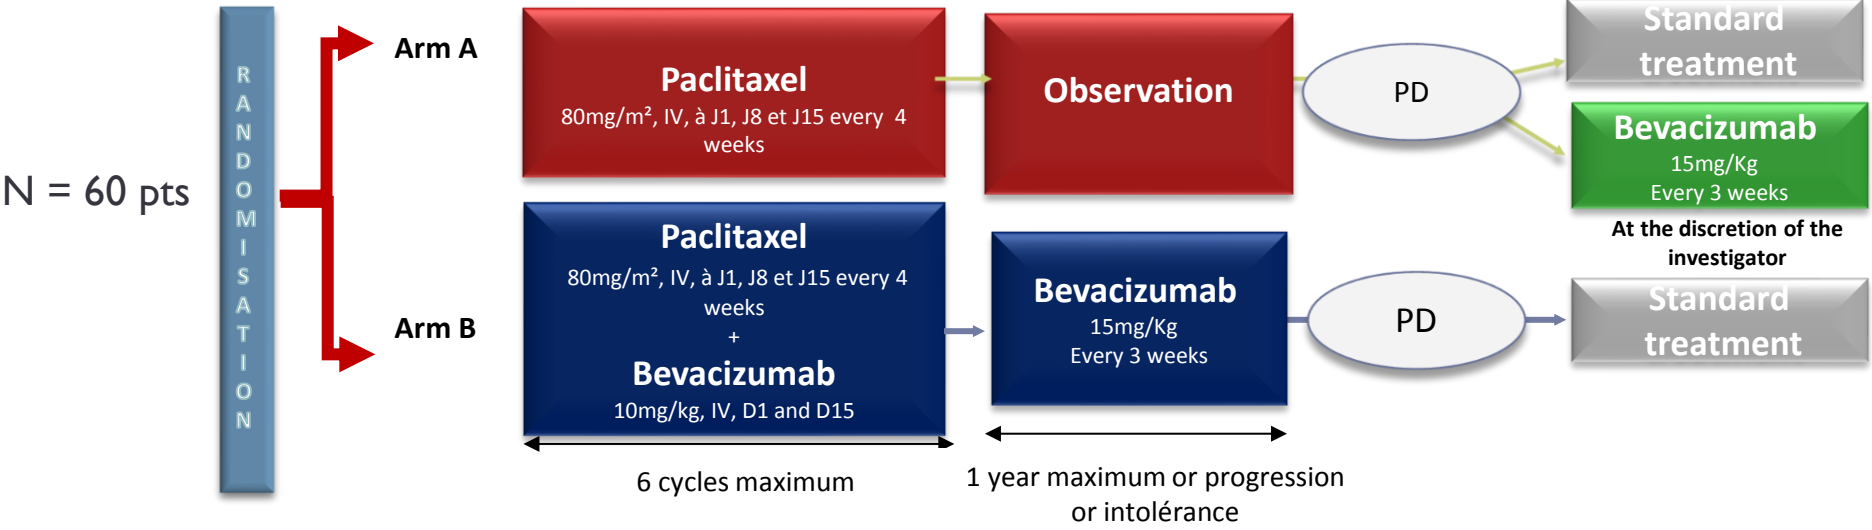 N = 60 pts
RANDOMISATION
Arm A
Paclitaxel
80mg/m², IV, à J1, J8 et J15 every 4
weeks
Observation
PD
Standard
treatment
Bevacizumab
15mg/Kg
Every 3 weeks
At the discretion of the
investigator
Arm B
Paclitaxel
80mg/m², IV, à J1, J8 et J15 every 4
weeks
+
Bevacizumab
10mg/kg, IV, D1 and D15
Bevacizumab
15mg/Kg
Every 3 weeks
PD
Standard
treatment
6 cycles maximum
1 year maximum or progression
or intolérance